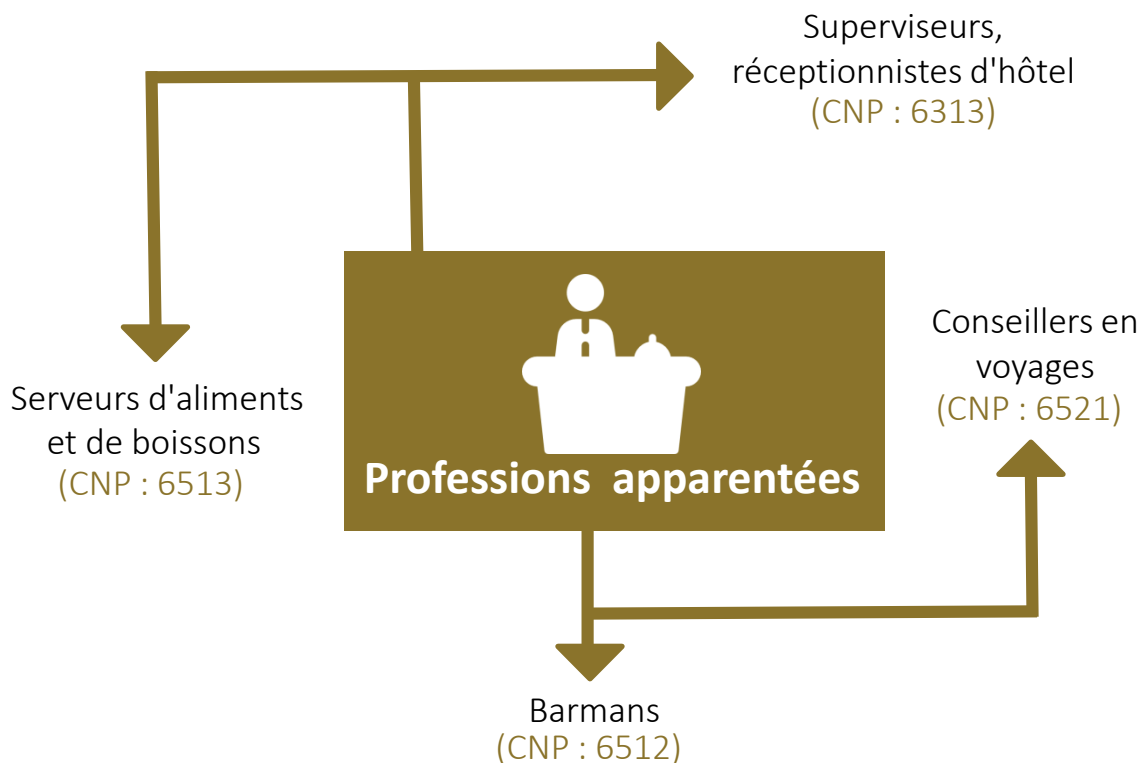 Superviseurs,
réceptionnistes d'hôtel
(CNP : 6313)
Conseillers en
voyages
(CNP : 6521)
Serveurs d'aliments
et de boissons
(CNP : 6513)
Professions apparentées
Barmans
(CNP : 6512)